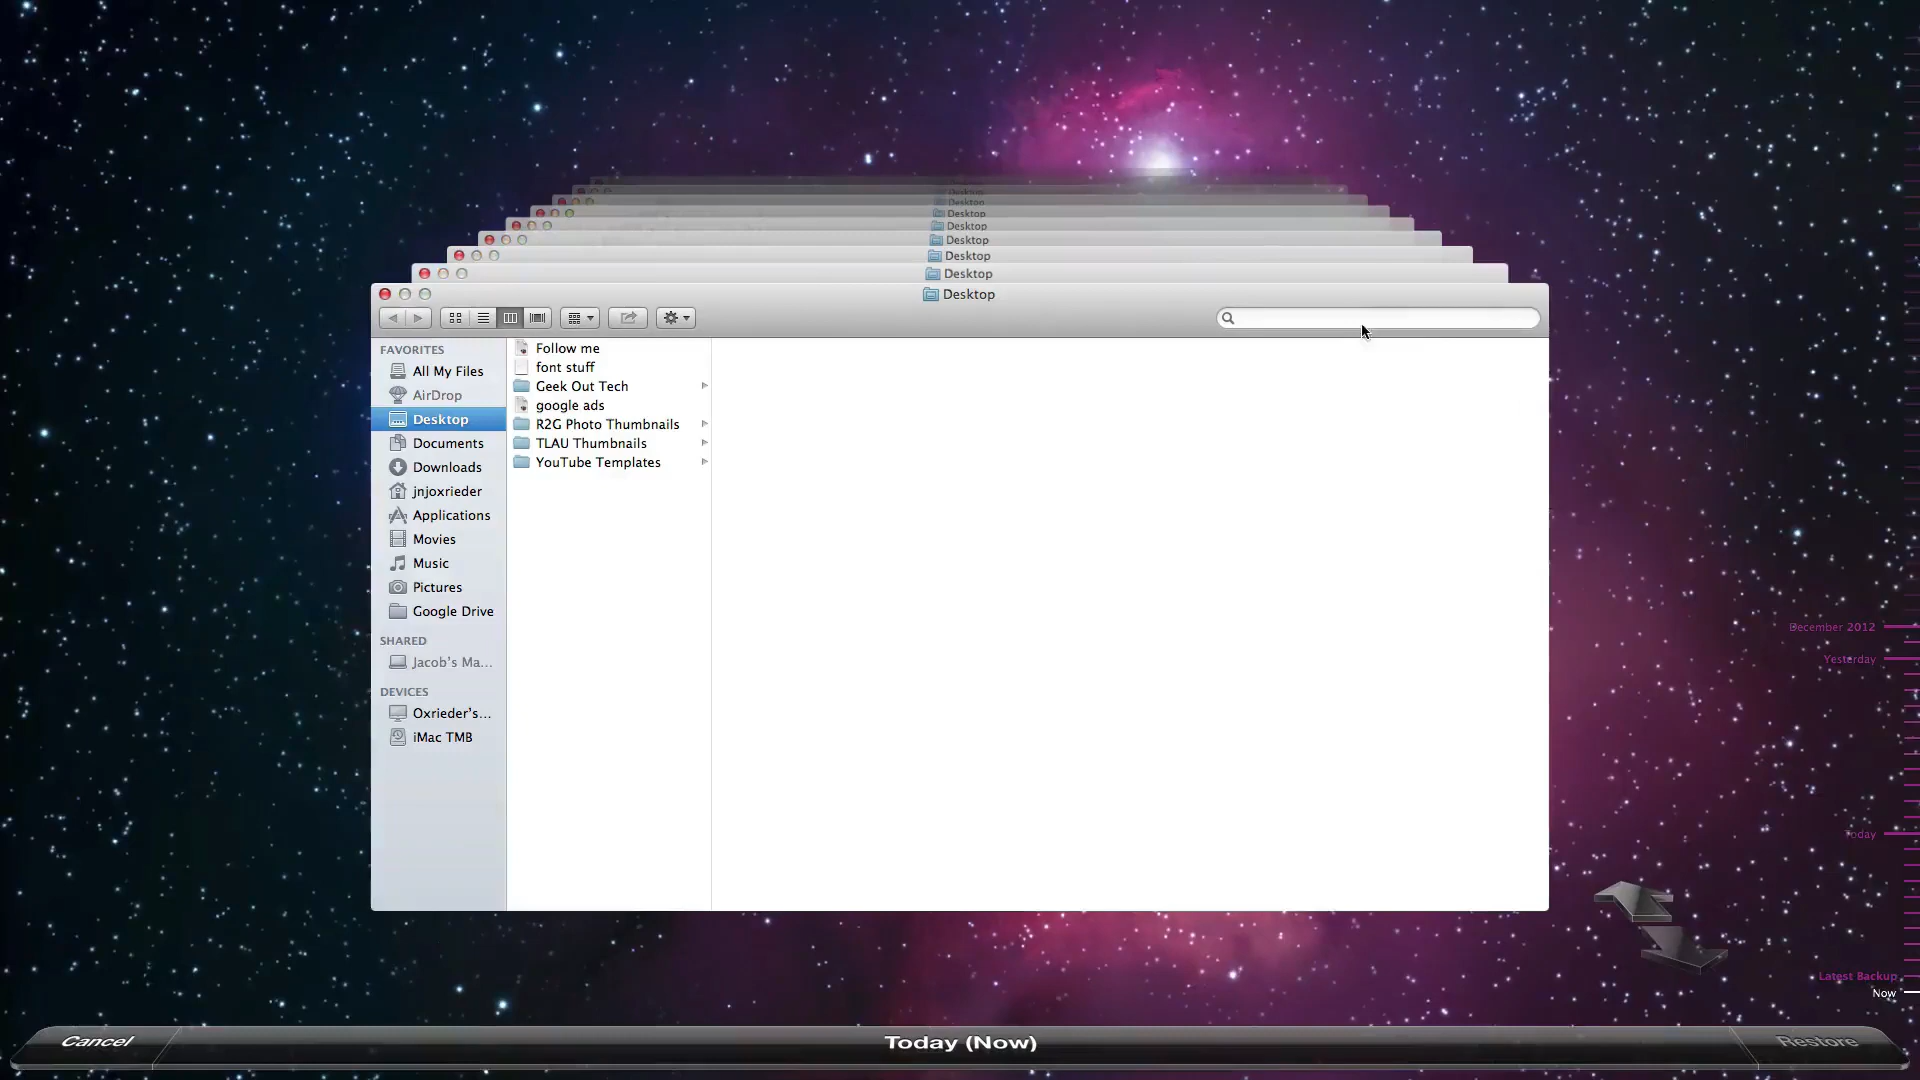 Desktop
Desktop
Desktop
Desktop
Desktop
Desktop
Desktop
Desktop
FAVORITES
All My Files
AirDrop
Desktop
Documents
Downloads
jnjoxrieder
Applications
Movies
Music
Pictures
Google Drive
SHARED
Jacob's Ma...
DEVICES
Oxrieder's...
iMac TMB
Follow me
font stuff
Geek Out Tech
google ads
R2G Photo Thumbnails
TLAU Thumbnails
YouTube Templates
December 2012
Yesterday
Today
Latest Backup
Now
Cancel
Today (Now)
Restore